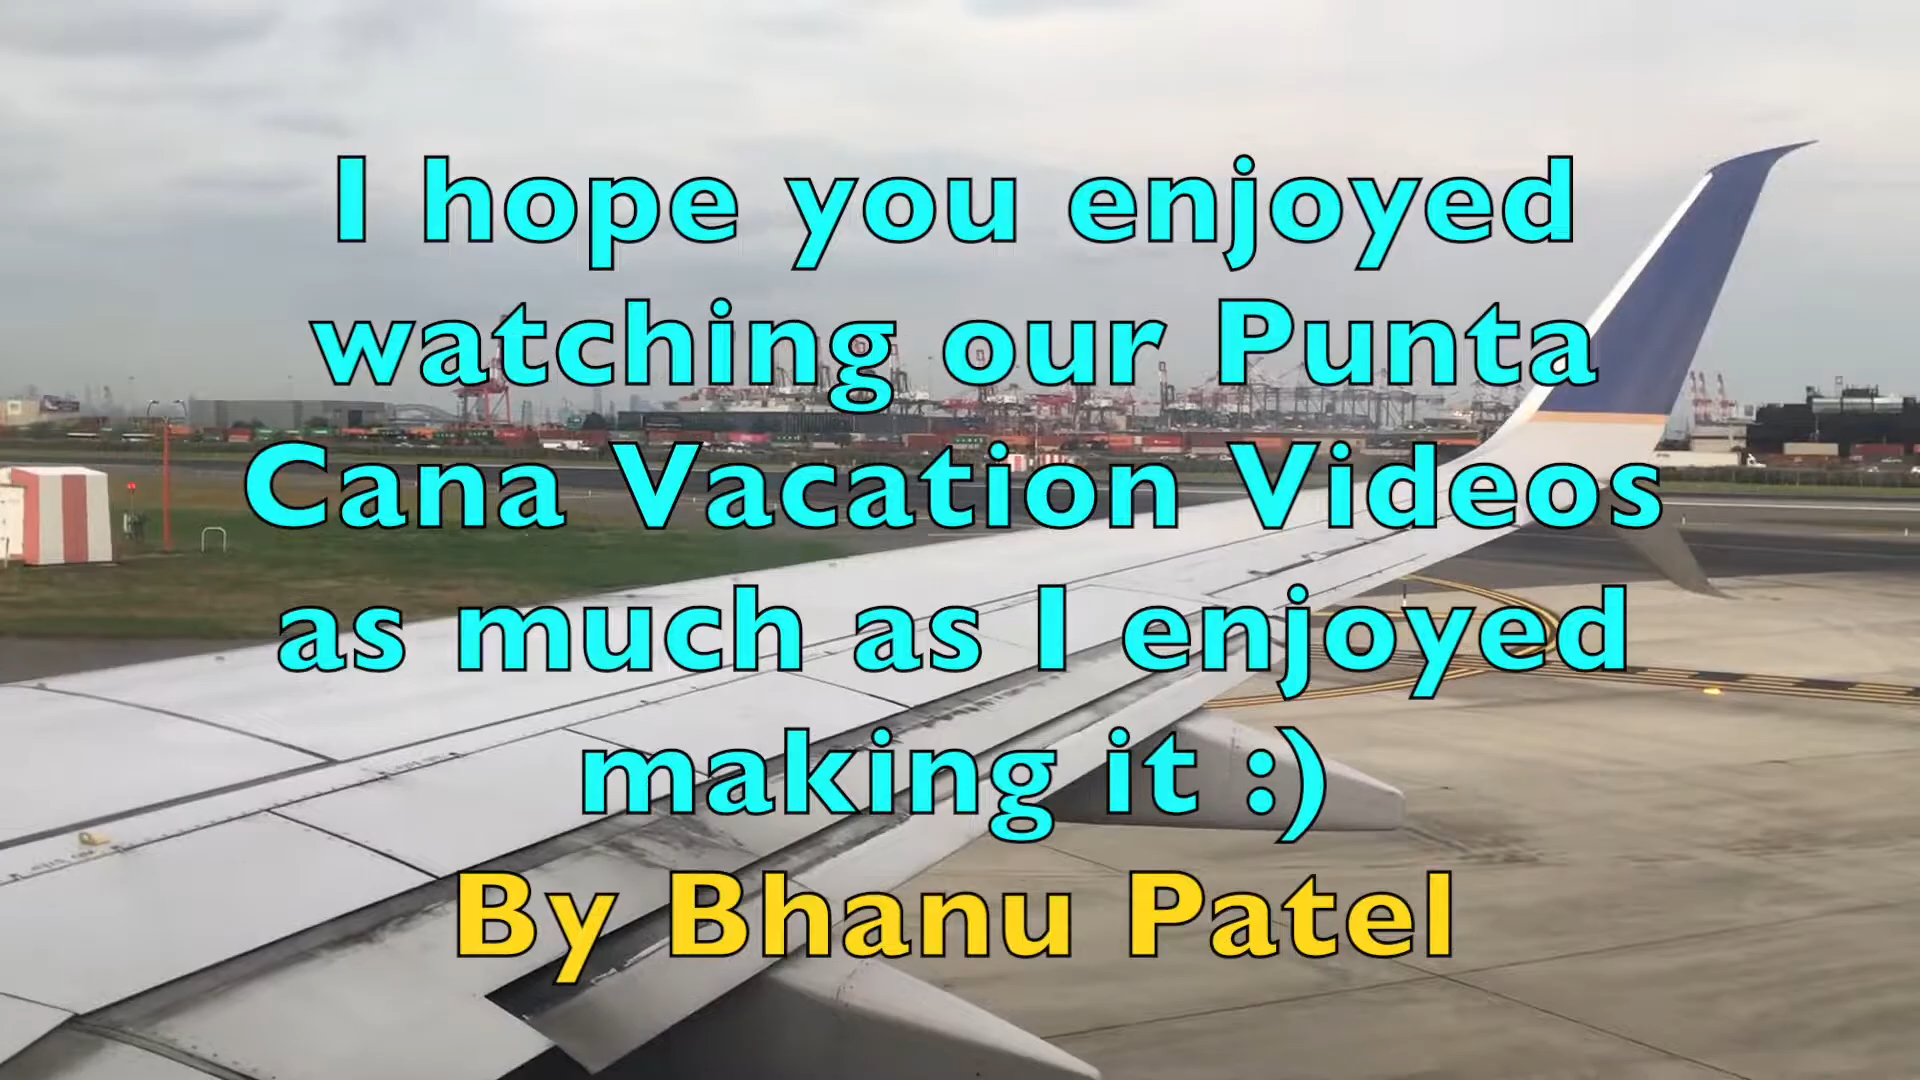 I hope you enjoyed
watching our Punta
Cana Vacation Videos
as much as I enjoyed
making it :)
By Bhanu Patel